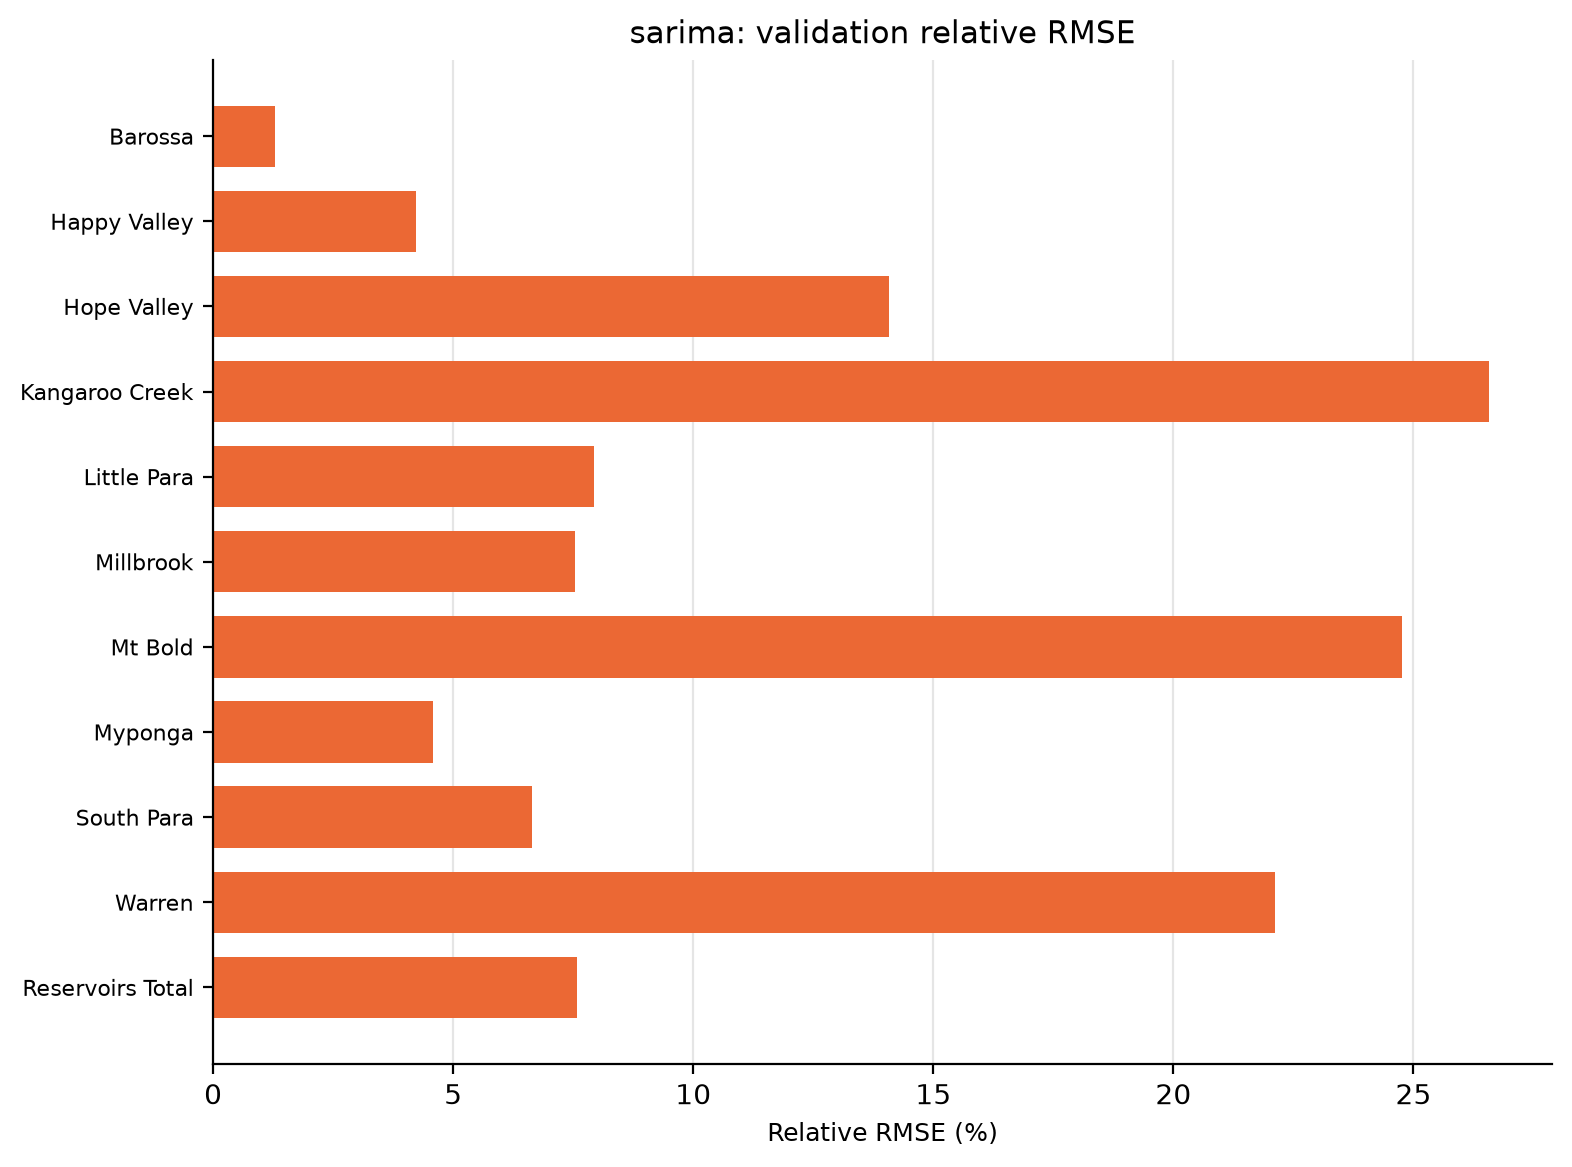 sarima: validation relative RMSE
Barossa
Happy Valley
Hope Valley
Kangaroo Creek
Little Para
Millbrook
Mt Bold
Myponga
South Para
Warren
Reservoirs Total
0 5 10 15 20 25
Relative RMSE (%)